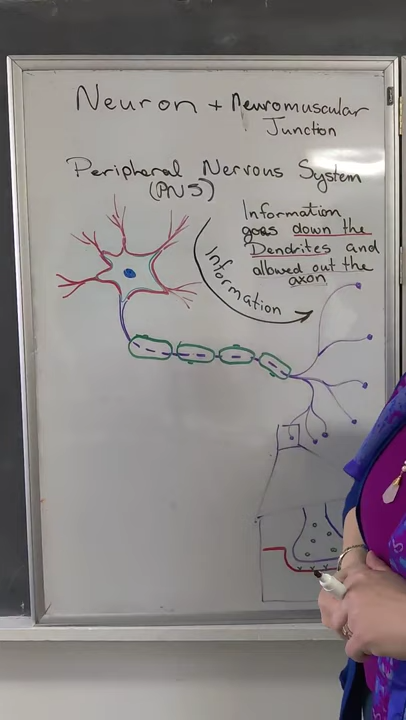 Neuron + Neuromuscular
Junction
Peripheral Nervous System
(PNS)
Information
goes down the
Dendrites and
allowed out the
axon
Information